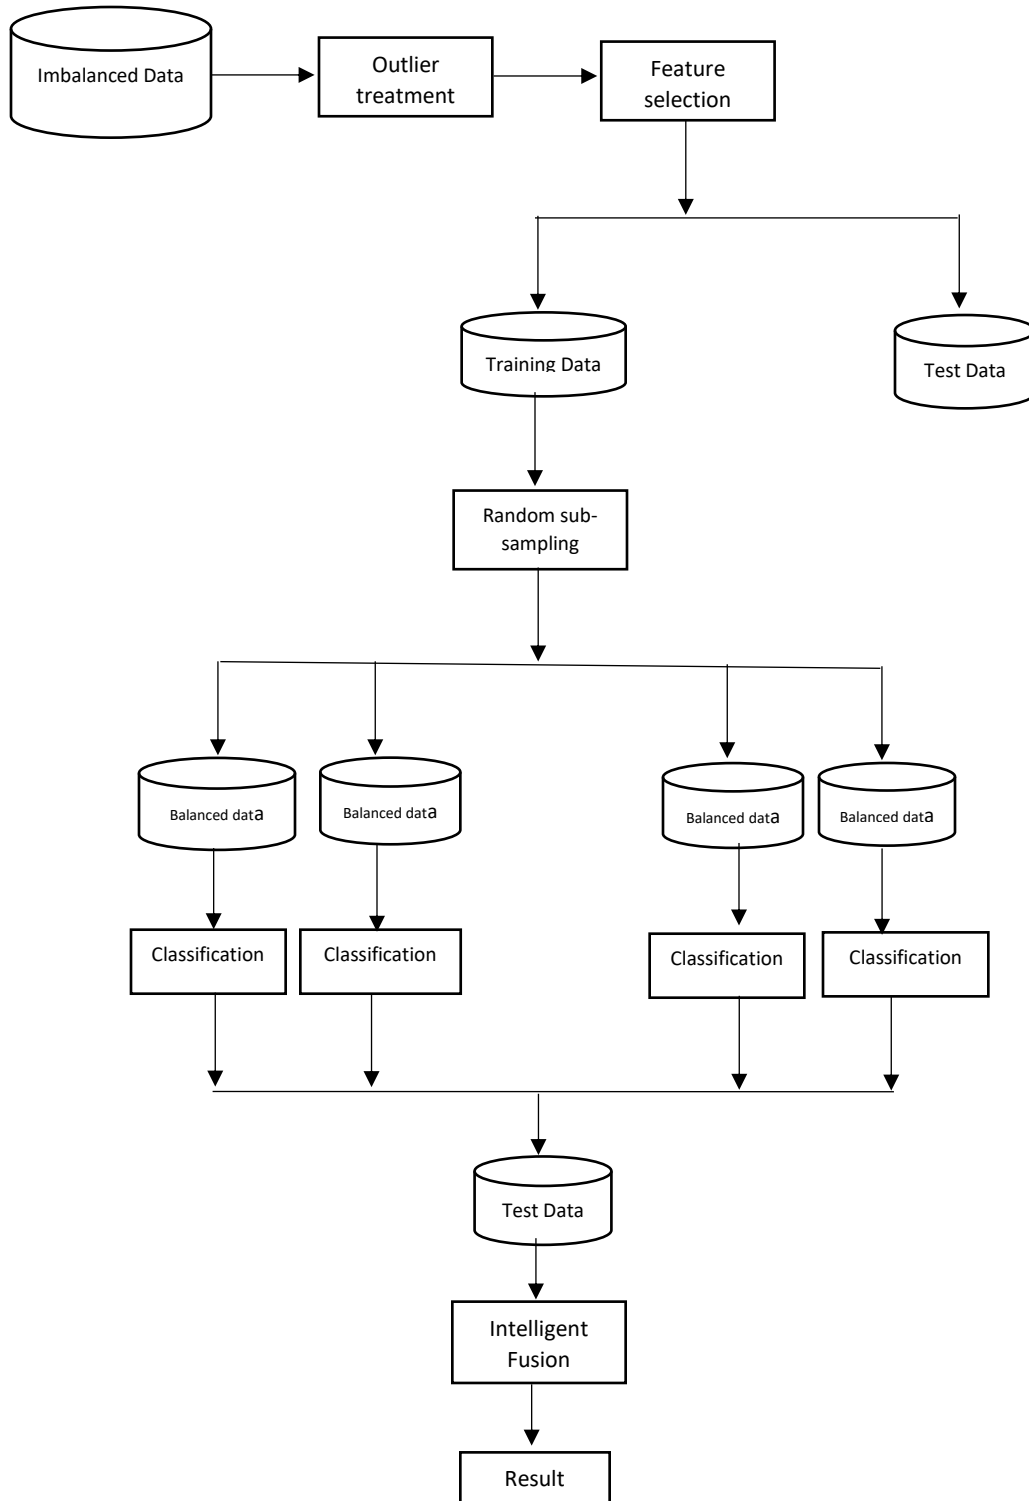 Imbalanced Data
Outlier
treatment
Feature
selection
Training Data
Test Data
Random sub-
sampling
Balanced data
Balanced data
Balanced data
Balanced data
Classification
Classification
Classification
Classification
Test Data
Intelligent
Fusion
Result